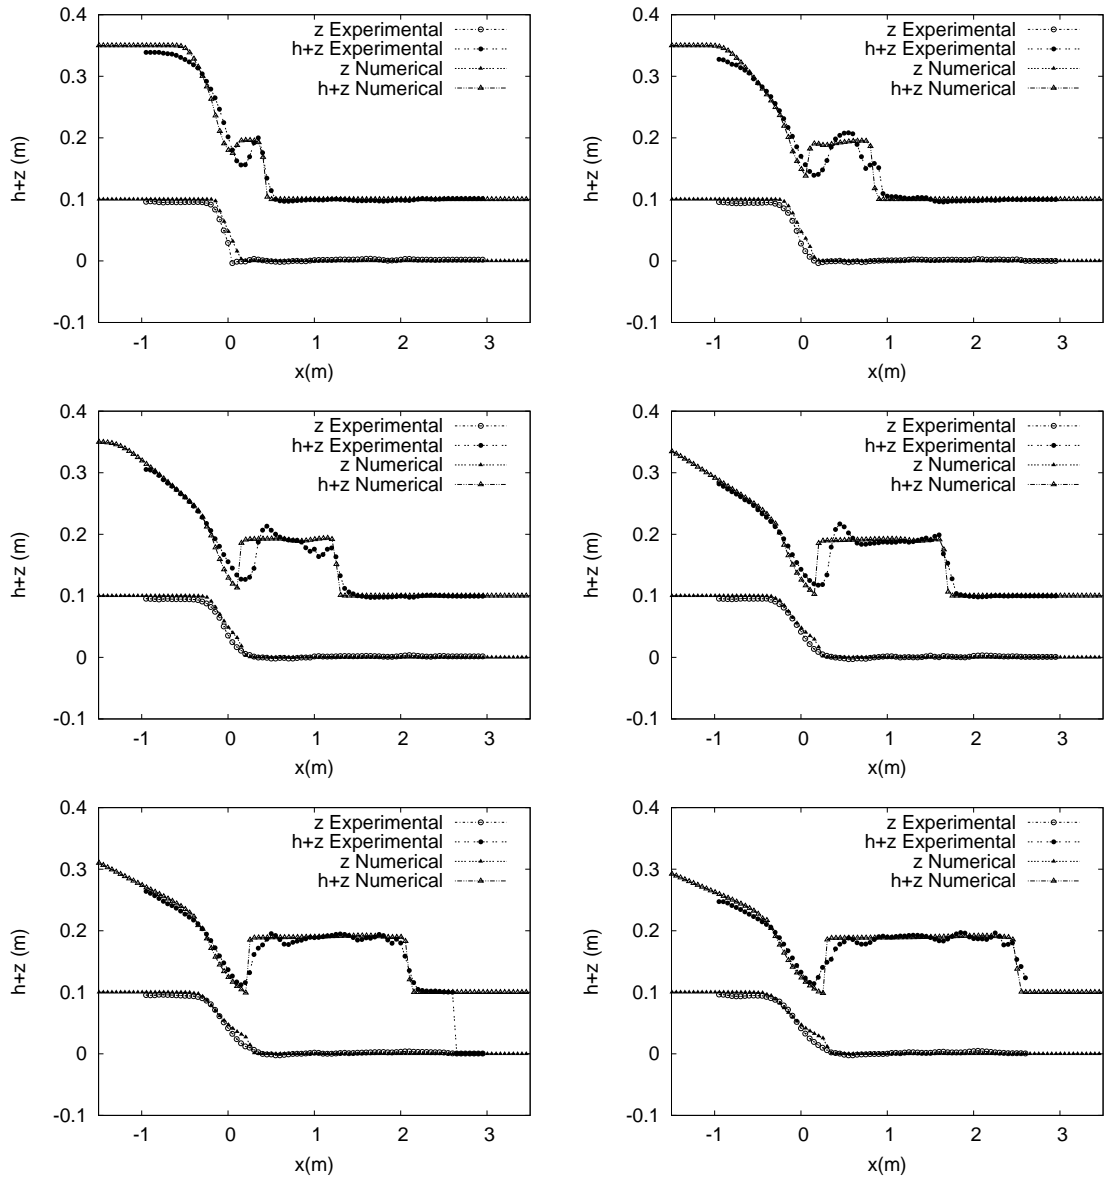 0.4
0.3
0.2
0.1
0
-0.1
h+z (m)
z Experimental
h+z Experimental
z Numerical
h+z Numerical
-1 0 1 2 3
x(m)
0.4
0.3
0.2
0.1
0
-0.1
h+z (m)
z Experimental
h+z Experimental
z Numerical
h+z Numerical
-1 0 1 2 3
x(m)
0.4
0.3
0.2
0.1
0
-0.1
h+z (m)
z Experimental
h+z Experimental
z Numerical
h+z Numerical
-1 0 1 2 3
x(m)
0.4
0.3
0.2
0.1
0
-0.1
h+z (m)
z Experimental
h+z Experimental
z Numerical
h+z Numerical
-1 0 1 2 3
x(m)
0.4
0.3
0.2
0.1
0
-0.1
h+z (m)
z Experimental
h+z Experimental
z Numerical
h+z Numerical
-1 0 1 2 3
x(m)
0.4
0.3
0.2
0.1
0
-0.1
h+z (m)
z Experimental
h+z Experimental
z Numerical
h+z Numerical
-1 0 1 2 3
x(m)